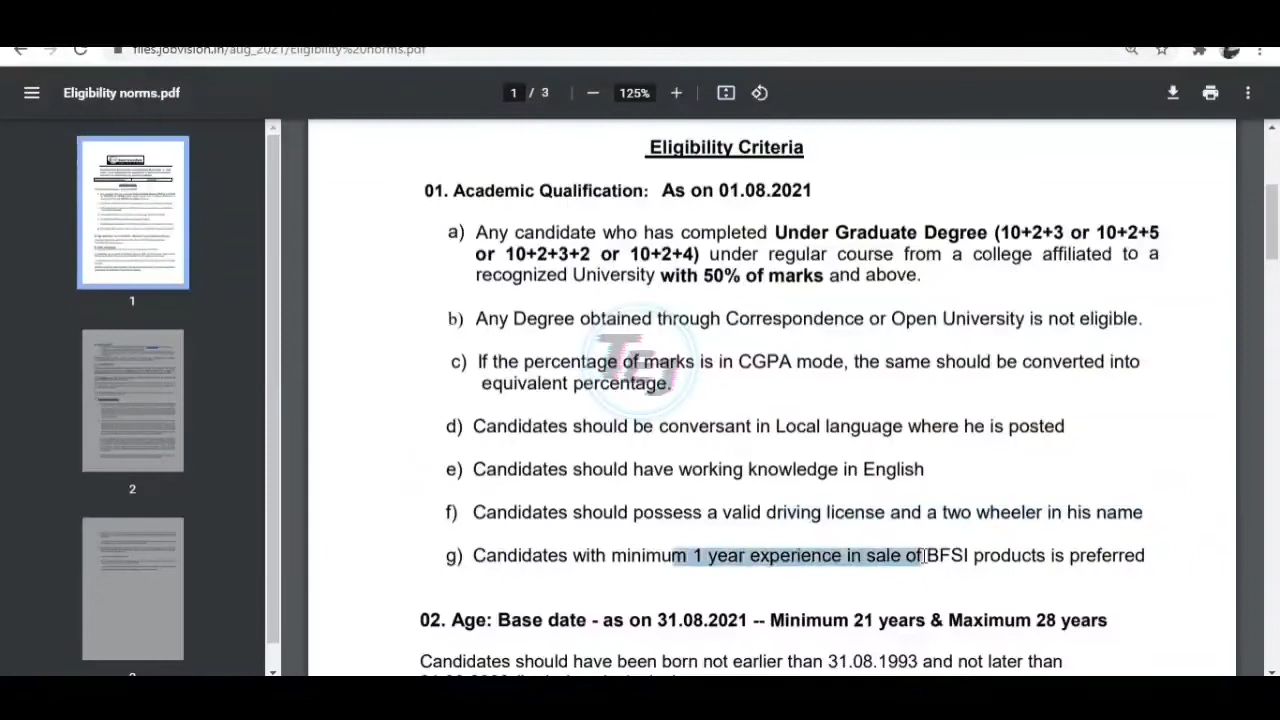 files.jobvision.in/aug_2021/Eligibility%20norms.pdf
Eligibility norms.pdf
1 / 3
125%
Eligibility Criteria
01. Academic Qualification: As on 01.08.2021
a) Any candidate who has completed Under Graduate Degree (10+2+3 or 10+2+5
or 10+2+3+2 or 10+2+4) under regular course from a college affiliated to a
recognized University with 50% of marks and above.
b) Any Degree obtained through Correspondence or Open University is not eligible.
c) If the percentage of marks is in CGPA mode, the same should be converted into
equivalent percentage.
d) Candidates should be conversant in Local language where he is posted
e) Candidates should have working knowledge in English
f) Candidates should possess a valid driving license and a two wheeler in his name
g) Candidates with minimum 1 year experience in sale of BFSI products is preferred
02. Age: Base date - as on 31.08.2021 -- Minimum 21 years & Maximum 28 years
Candidates should have been born not earlier than 31.08.1993 and not later than
1
2